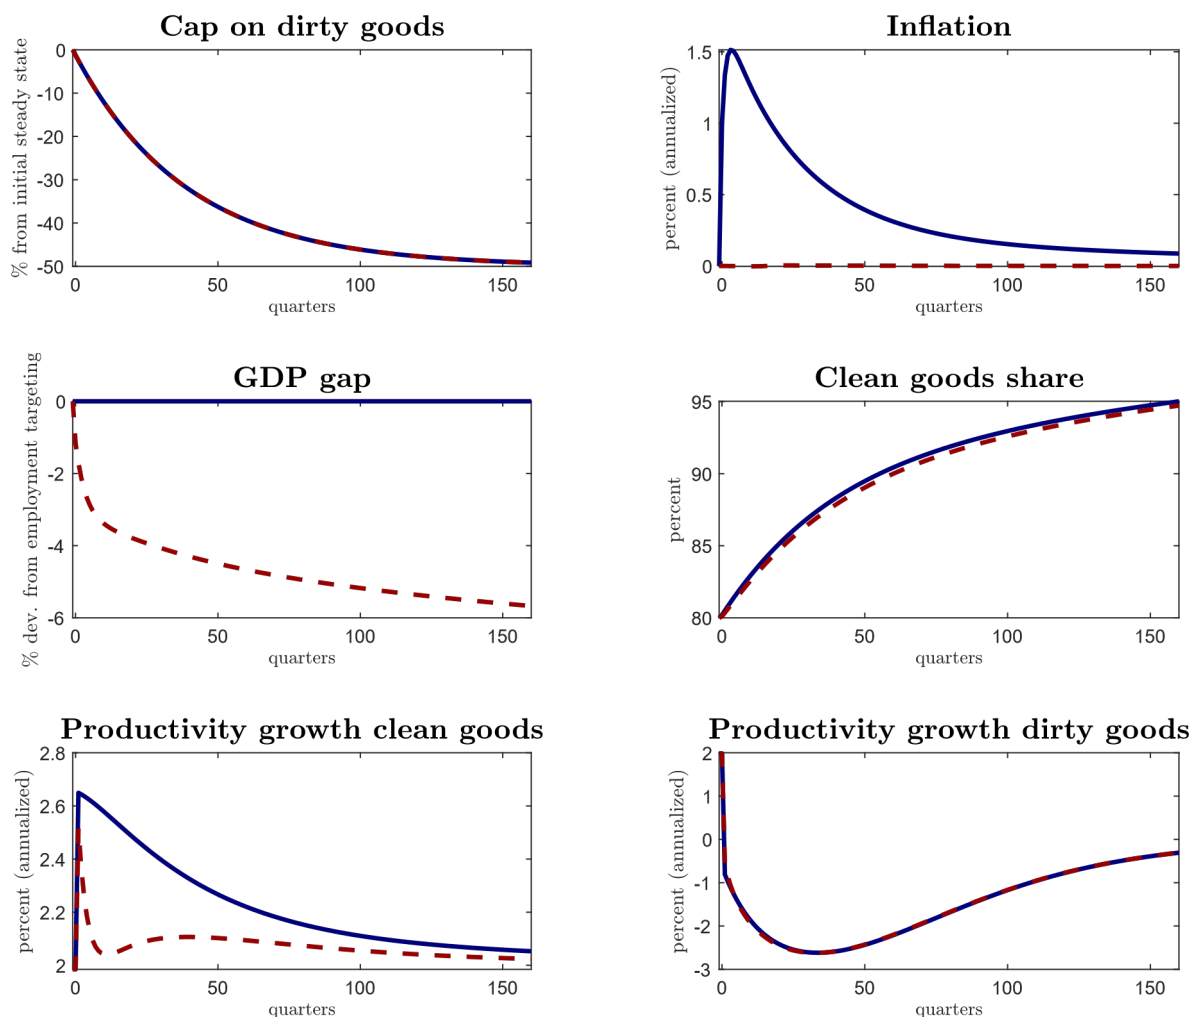 Cap on dirty goods
% from initial steady state
0
-10
-20
-30
-40
-50
0 50 100 150
quarters
Inflation
percent (annualized)
1.5
1
0.5
0
0 50 100 150
quarters
GDP gap
% dev. from employment targeting
0
-2
-4
-6
0 50 100 150
quarters
Clean goods share
percent
95
90
85
80
0 50 100 150
quarters
Productivity growth clean goods
percent (annualized)
2.8
2.6
2.4
2.2
2
0 50 100 150
quarters
Productivity growth dirty goods
percent (annualized)
2
1
0
-1
-2
-3
0 50 100 150
quarters